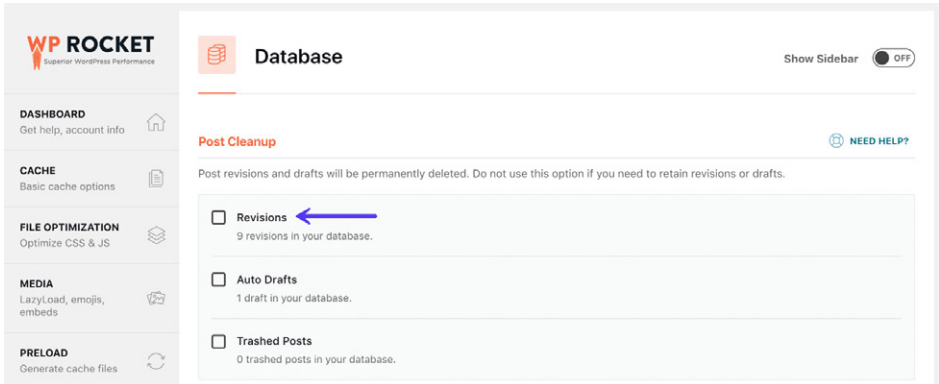 WP ROCKET
Superior WordPress Performance
DASHBOARD
Get help, account info
CACHE
Basic cache options
FILE OPTIMIZATION
Optimize CSS & JS
MEDIA
LazyLoad, emojis,
embeds
PRELOAD
Generate cache files
Database
Show Sidebar
OFF
Post Cleanup
NEED HELP?
Post revisions and drafts will be permanently deleted. Do not use this option if you need to retain revisions or drafts.
Revisions
9 revisions in your database.
Auto Drafts
1 draft in your database.
Trashed Posts
0 trashed posts in your database.